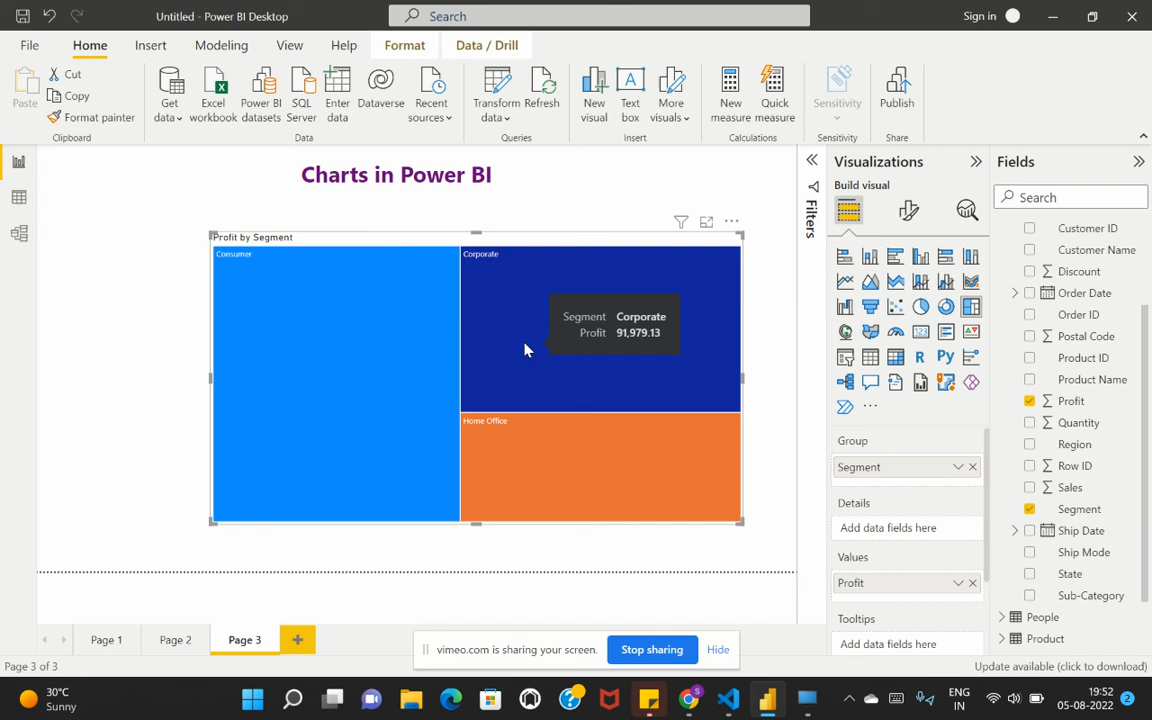 Untitled - Power BI Desktop
Search
Sign in
File
Home
Insert
Modeling
View
Help
Format
Data / Drill
Paste
Cut
Copy
Format painter
Clipboard
Get data
Excel workbook
Power BI datasets
SQL Server
Enter data
Dataverse
Recent sources
Data
Transform data
Refresh
Queries
New visual
Text box
More visuals
Insert
New measure
Quick measure
Calculations
Sensitivity
Sensitivity
Publish
Share
Charts in Power BI
Profit by Segment
Consumer
Corporate
Segment Corporate
Profit 91,979.13
Home Office
Filters
Visualizations
Build visual
R
Py
123
Group
Segment
Details
Add data fields here
Values
Profit
Tooltips
Add data fields here
Fields
Search
Customer ID
Customer Name
Discount
Order Date
Order ID
Postal Code
Product ID
Product Name
Profit
Quantity
Region
Row ID
Sales
Segment
Ship Date
Ship Mode
State
Sub-Category
People
Product
Page 1
Page 2
Page 3
vimeo.com is sharing your screen.
Stop sharing
Hide
Page 3 of 3
Update available (click to download)
30°C
Sunny
ENG
IN
19:52
05-08-2022
2